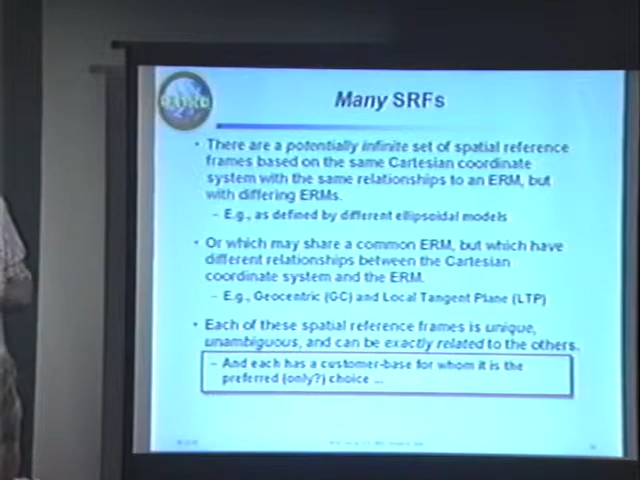 Many SRFs
• There are a potentially infinite set of spatial reference
frames based on the same Cartesian coordinate
system with the same relationships to an ERM, but
with differing ERMs.
– E.g., as defined by different ellipsoidal models
• Or which may share a common ERM, but which have
different relationships between the Cartesian
coordinate system and the ERM.
– E.g., Geocentric (GC) and Local Tangent Plane (LTP)
• Each of these spatial reference frames is unique,
unambiguous, and can be exactly related to the others.
– And each has a customer-base for whom it is the
preferred (only?) choice ...